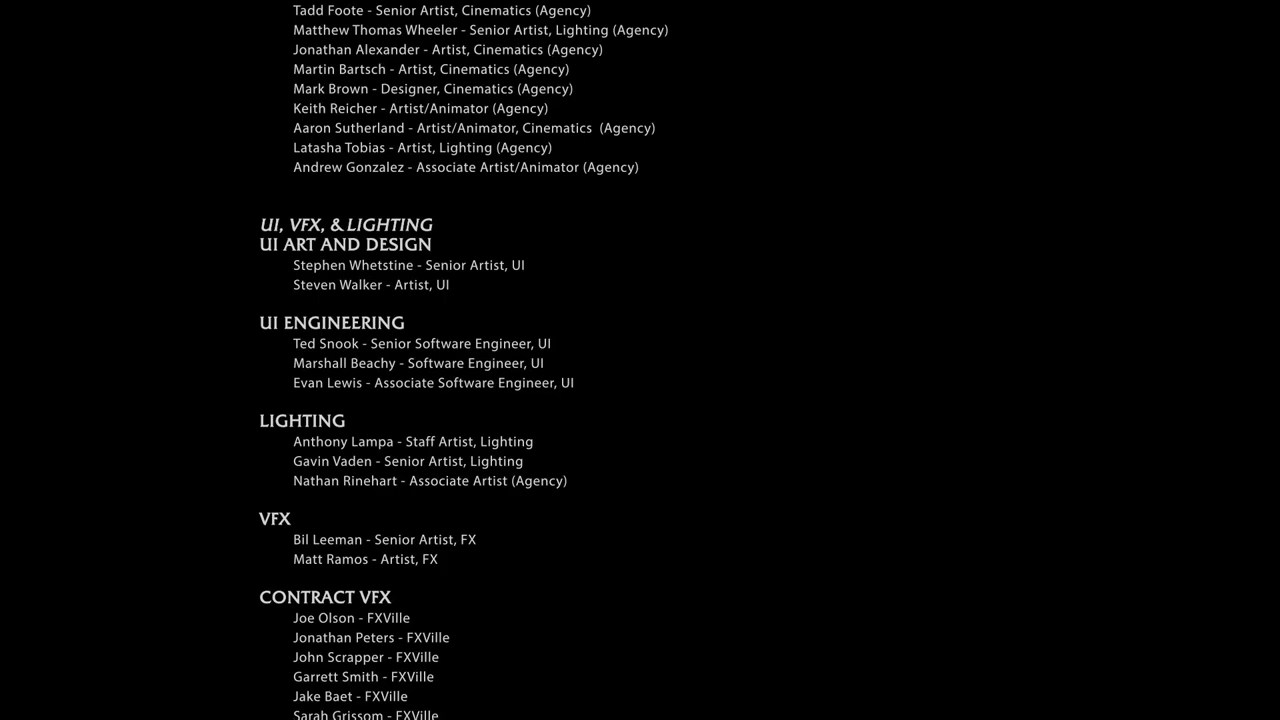 Tadd Foote - Senior Artist, Cinematics (Agency)
Matthew Thomas Wheeler - Senior Artist, Lighting (Agency)
Jonathan Alexander - Artist, Cinematics (Agency)
Martin Bartsch - Artist, Cinematics (Agency)
Mark Brown - Designer, Cinematics (Agency)
Keith Reicher - Artist/Animator (Agency)
Aaron Sutherland - Artist/Animator, Cinematics  (Agency)
Latasha Tobias - Artist, Lighting (Agency)
Andrew Gonzalez - Associate Artist/Animator (Agency)
UI, VFX, & LIGHTING
UI ART AND DESIGN
Stephen Whetstine - Senior Artist, UI
Steven Walker - Artist, UI
UI ENGINEERING
Ted Snook - Senior Software Engineer, UI
Marshall Beachy - Software Engineer, UI
Evan Lewis - Associate Software Engineer, UI
LIGHTING
Anthony Lampa - Staff Artist, Lighting
Gavin Vaden - Senior Artist, Lighting
Nathan Rinehart - Associate Artist (Agency)
VFX
Bil Leeman - Senior Artist, FX
Matt Ramos - Artist, FX
CONTRACT VFX
Joe Olson - FXVille
Jonathan Peters - FXVille
John Scrapper - FXVille
Garrett Smith - FXVille
Jake Baet - FXVille
Sarah Grissom - FXVille